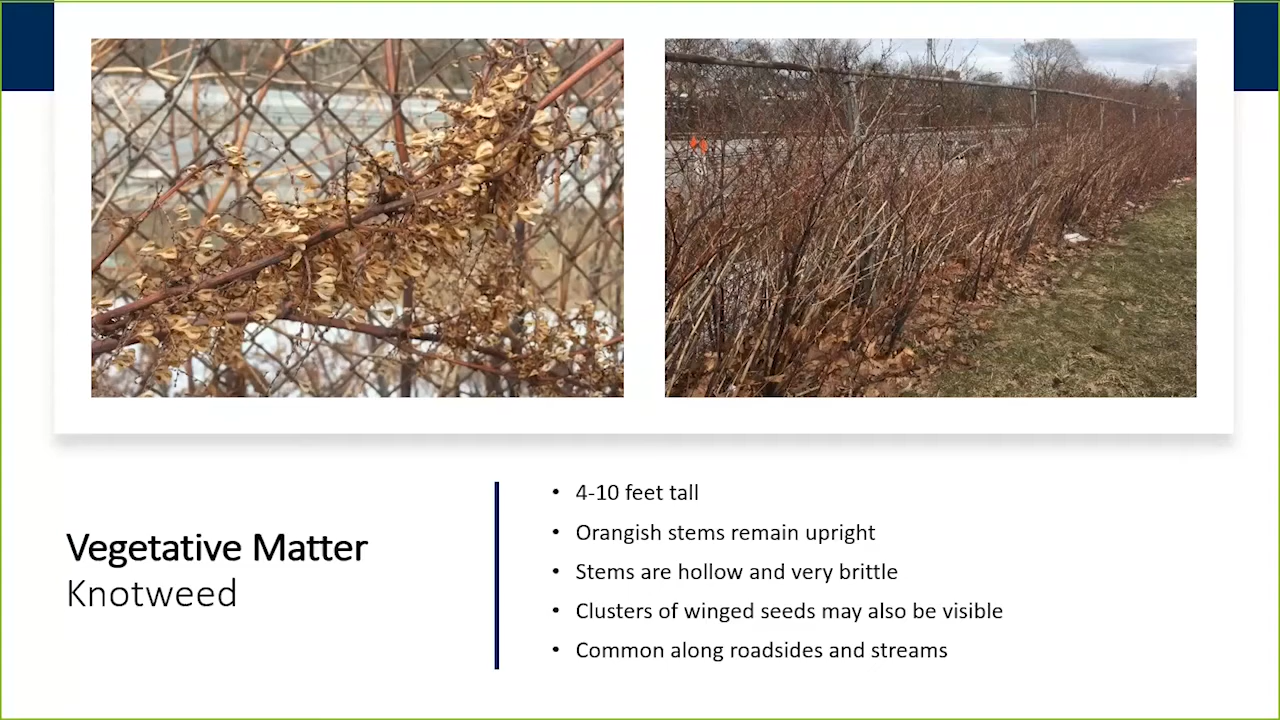 Vegetative Matter
Knotweed
• 4-10 feet tall
• Orangish stems remain upright
• Stems are hollow and very brittle
• Clusters of winged seeds may also be visible
• Common along roadsides and streams